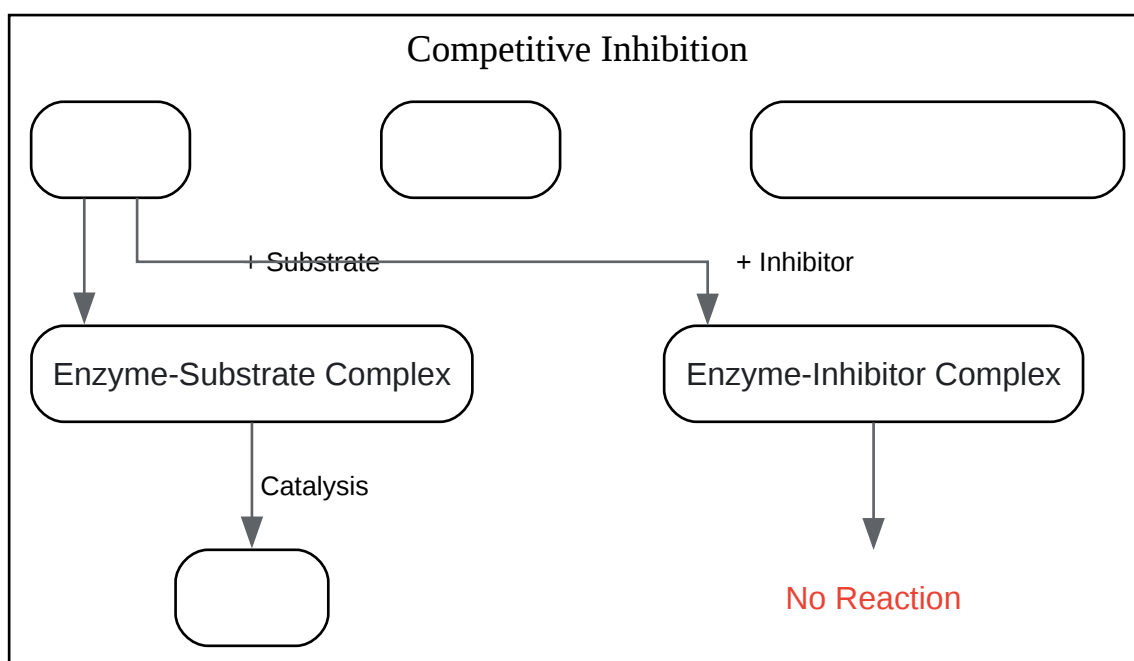 Competitive Inhibition
+ Substrate
+ Inhibitor
Enzyme-Substrate Complex
Enzyme-Inhibitor Complex
Catalysis
No Reaction